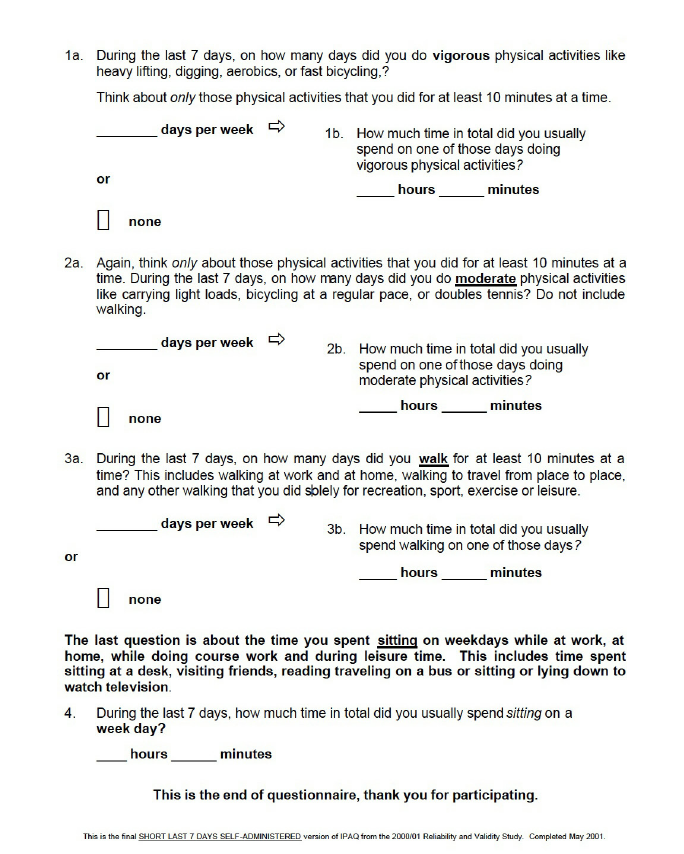 1a. During the last 7 days, on how many days did you do vigorous physical activities like
heavy lifting, digging, aerobics, or fast bicycling,?
Think about only those physical activities that you did for at least 10 minutes at a time.
________ days per week ⇨
1b. How much time in total did you usually
spend on one of those days doing
vigorous physical activities?
_____ hours ______ minutes
or
none
2a. Again, think only about those physical activities that you did for at least 10 minutes at a
time. During the last 7 days, on how many days did you do moderate physical activities
like carrying light loads, bicycling at a regular pace, or doubles tennis? Do not include
walking.
________ days per week ⇨
2b. How much time in total did you usually
spend on one of those days doing
moderate physical activities?
_____ hours ______ minutes
or
none
3a. During the last 7 days, on how many days did you walk for at least 10 minutes at a
time? This includes walking at work and at home, walking to travel from place to place,
and any other walking that you did solely for recreation, sport, exercise or leisure.
________ days per week ⇨
3b. How much time in total did you usually
spend walking on one of those days?
_____ hours ______ minutes
or
none
The last question is about the time you spent sitting on weekdays while at work, at
home, while doing course work and during leisure time. This includes time spent
sitting at a desk, visiting friends, reading traveling on a bus or sitting or lying down to
watch television.
4. During the last 7 days, how much time in total did you usually spend sitting on a
week day?
____ hours ______ minutes
This is the end of questionnaire, thank you for participating.
This is the final SHORT LAST 7 DAYS SELF-ADMINISTERED version of IPAQ from the 2000/01 Reliability and Validity Study. Completed May 2001.